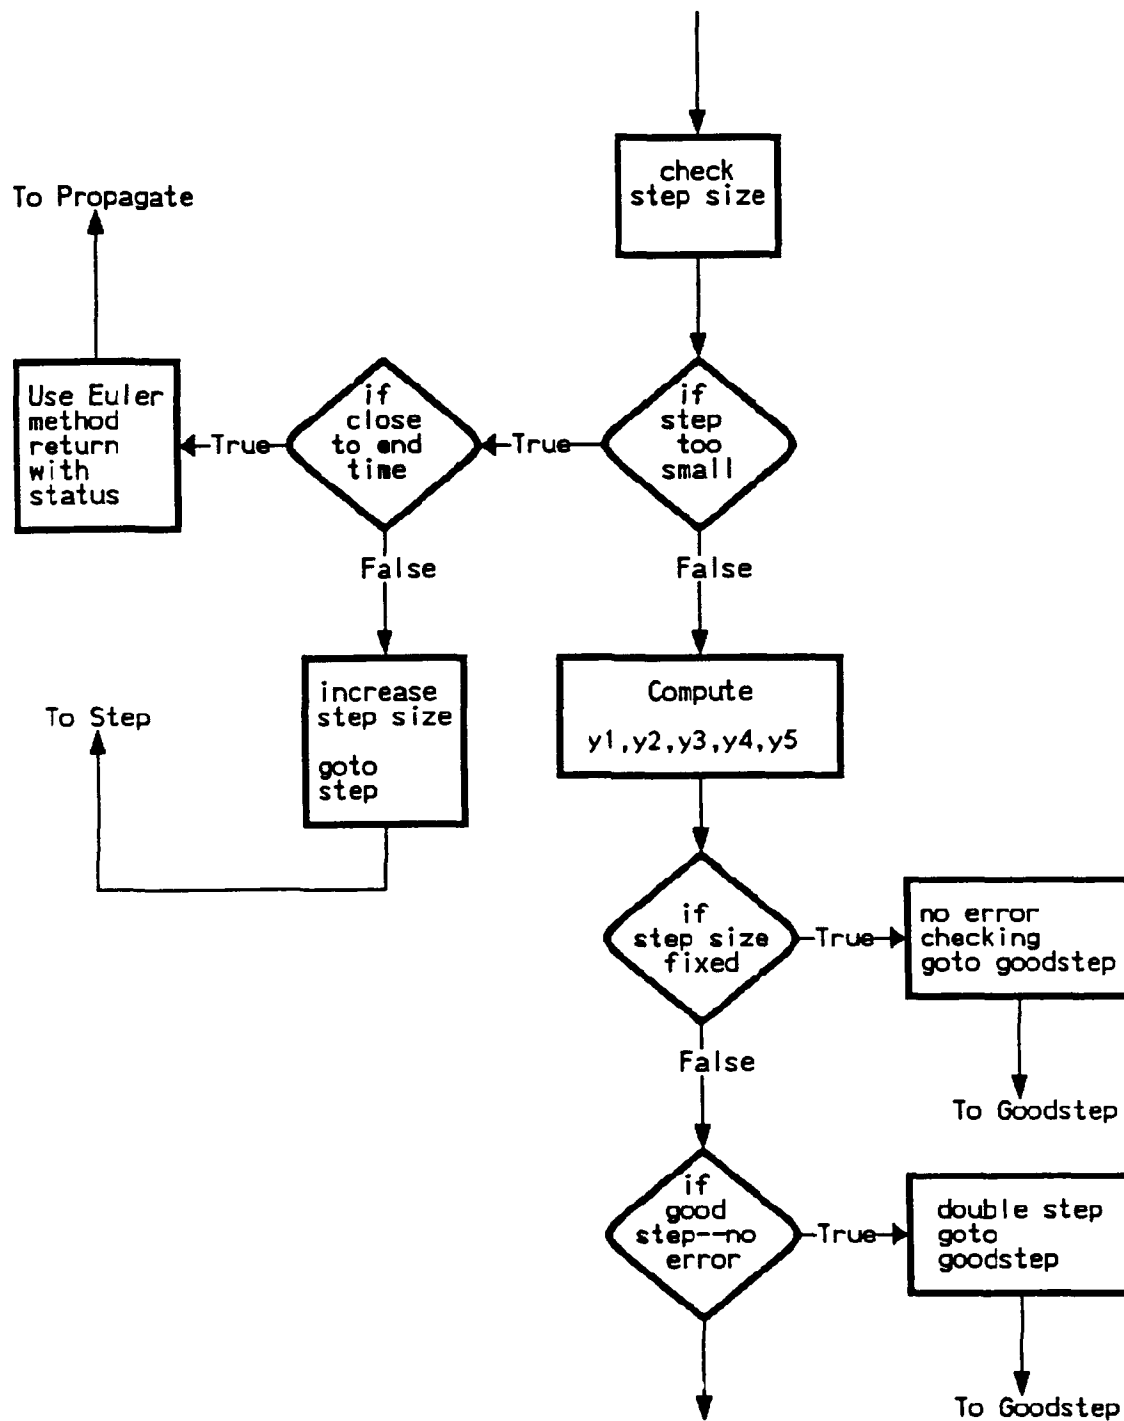 check
step size
To Propagate
Use Euler
method
return
with
status
True
if
close
to end
time
True
if
step
too
small
False
False
increase
step size
goto
step
To Step
Compute
y1,y2,y3,y4,y5
if
step size
fixed
True
no error
checking
goto goodstep
False
To Goodstep
if
good
step--no
error
True
double step
goto
goodstep
To Goodstep